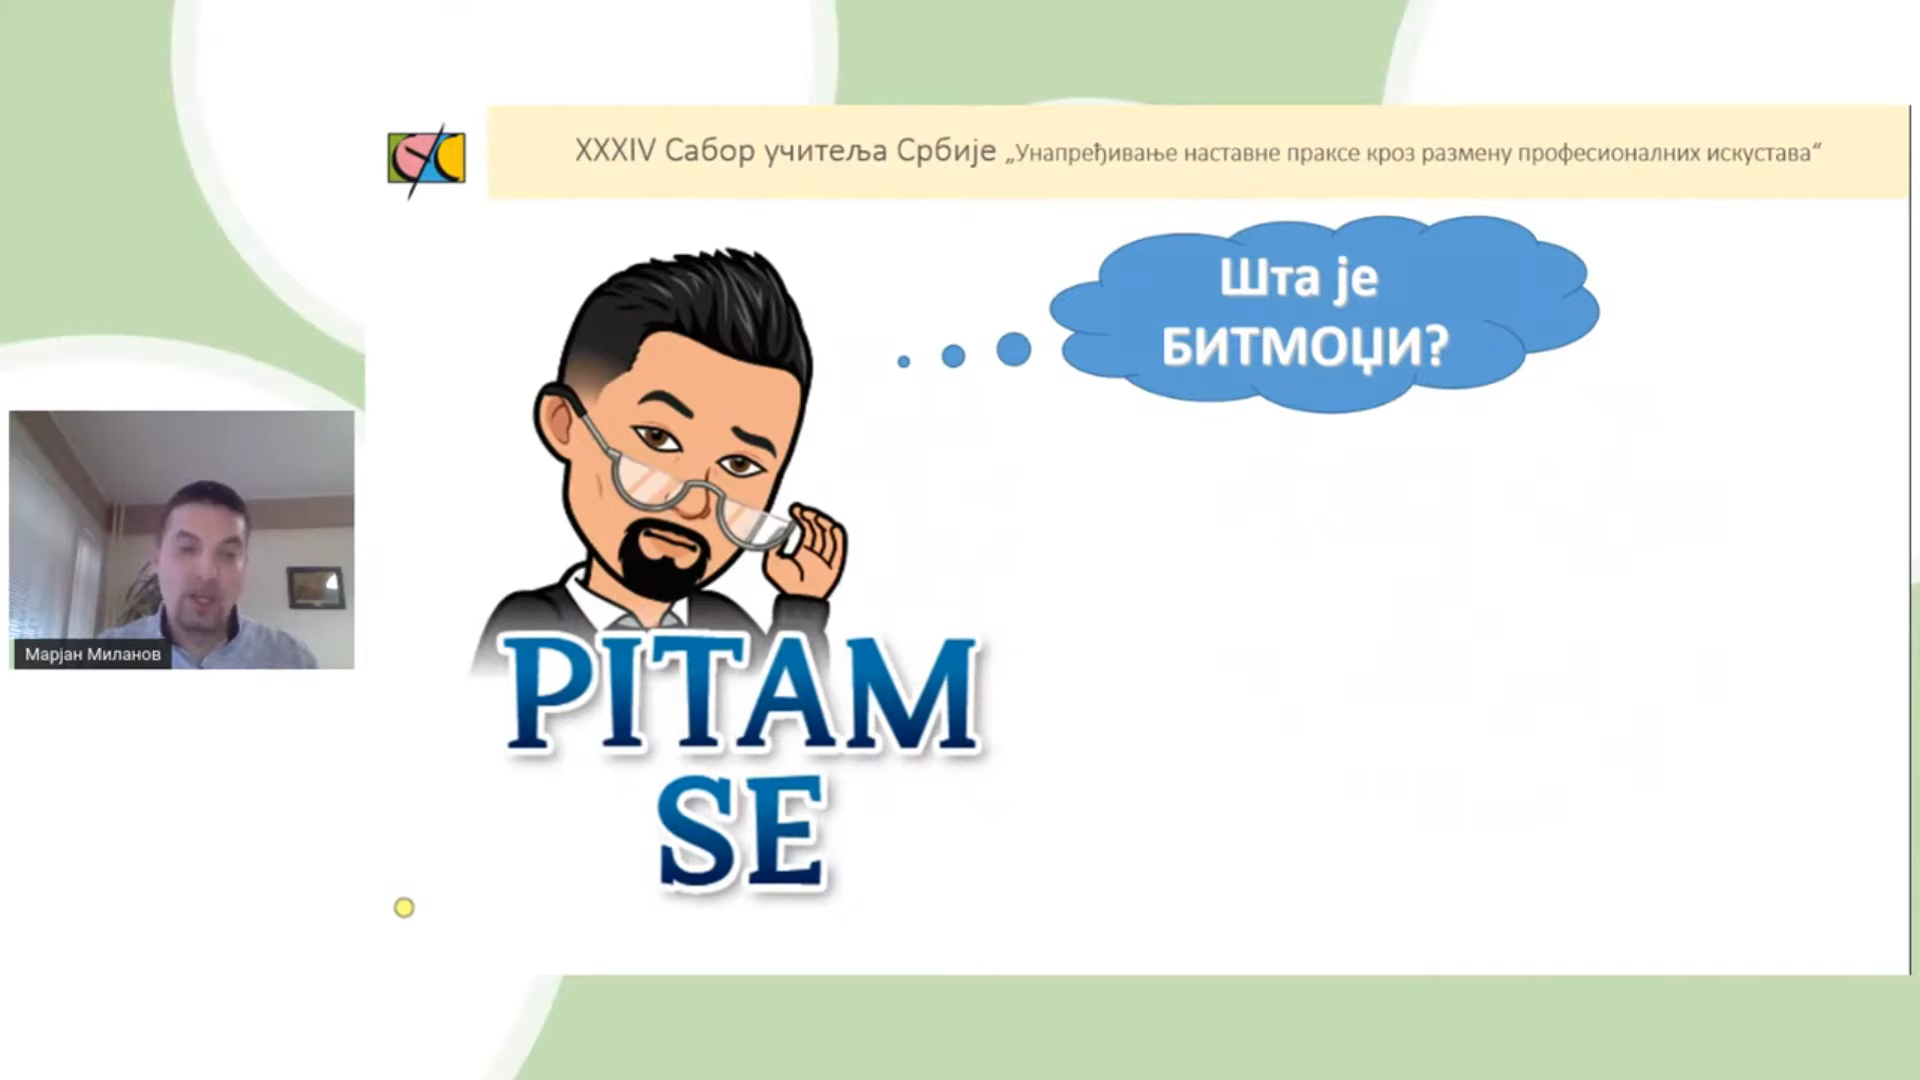 XXXIV Сабор учитеља Србије „Унапређивање наставне праксе кроз размену професионалних искустава“
Шта је
БИТМОЏИ?
PITAM
SE
Марјан Миланов